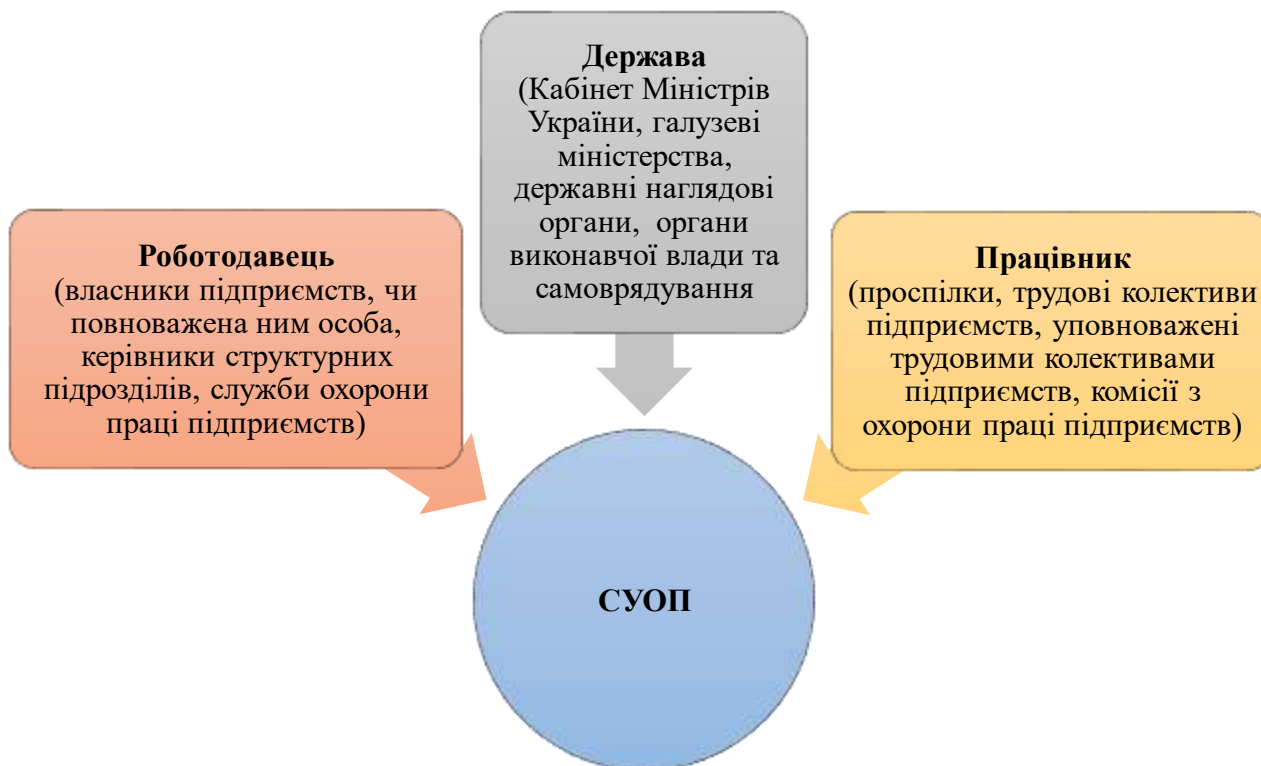 Держава
(Кабінет Міністрів
України, галузеві
міністерства,
державні наглядові
органи, органи
виконавчої влади та
самоврядування
Роботодавець
(власники підприємств, чи
повноважена ним особа,
керівники структурних
підрозділів, служби охорони
праці підприємств)
Працівник
(проспілки, трудові колективи
підприємств, уповноважені
трудовими колективами
підприємств, комісії з
охорони праці підприємств)
СУОП